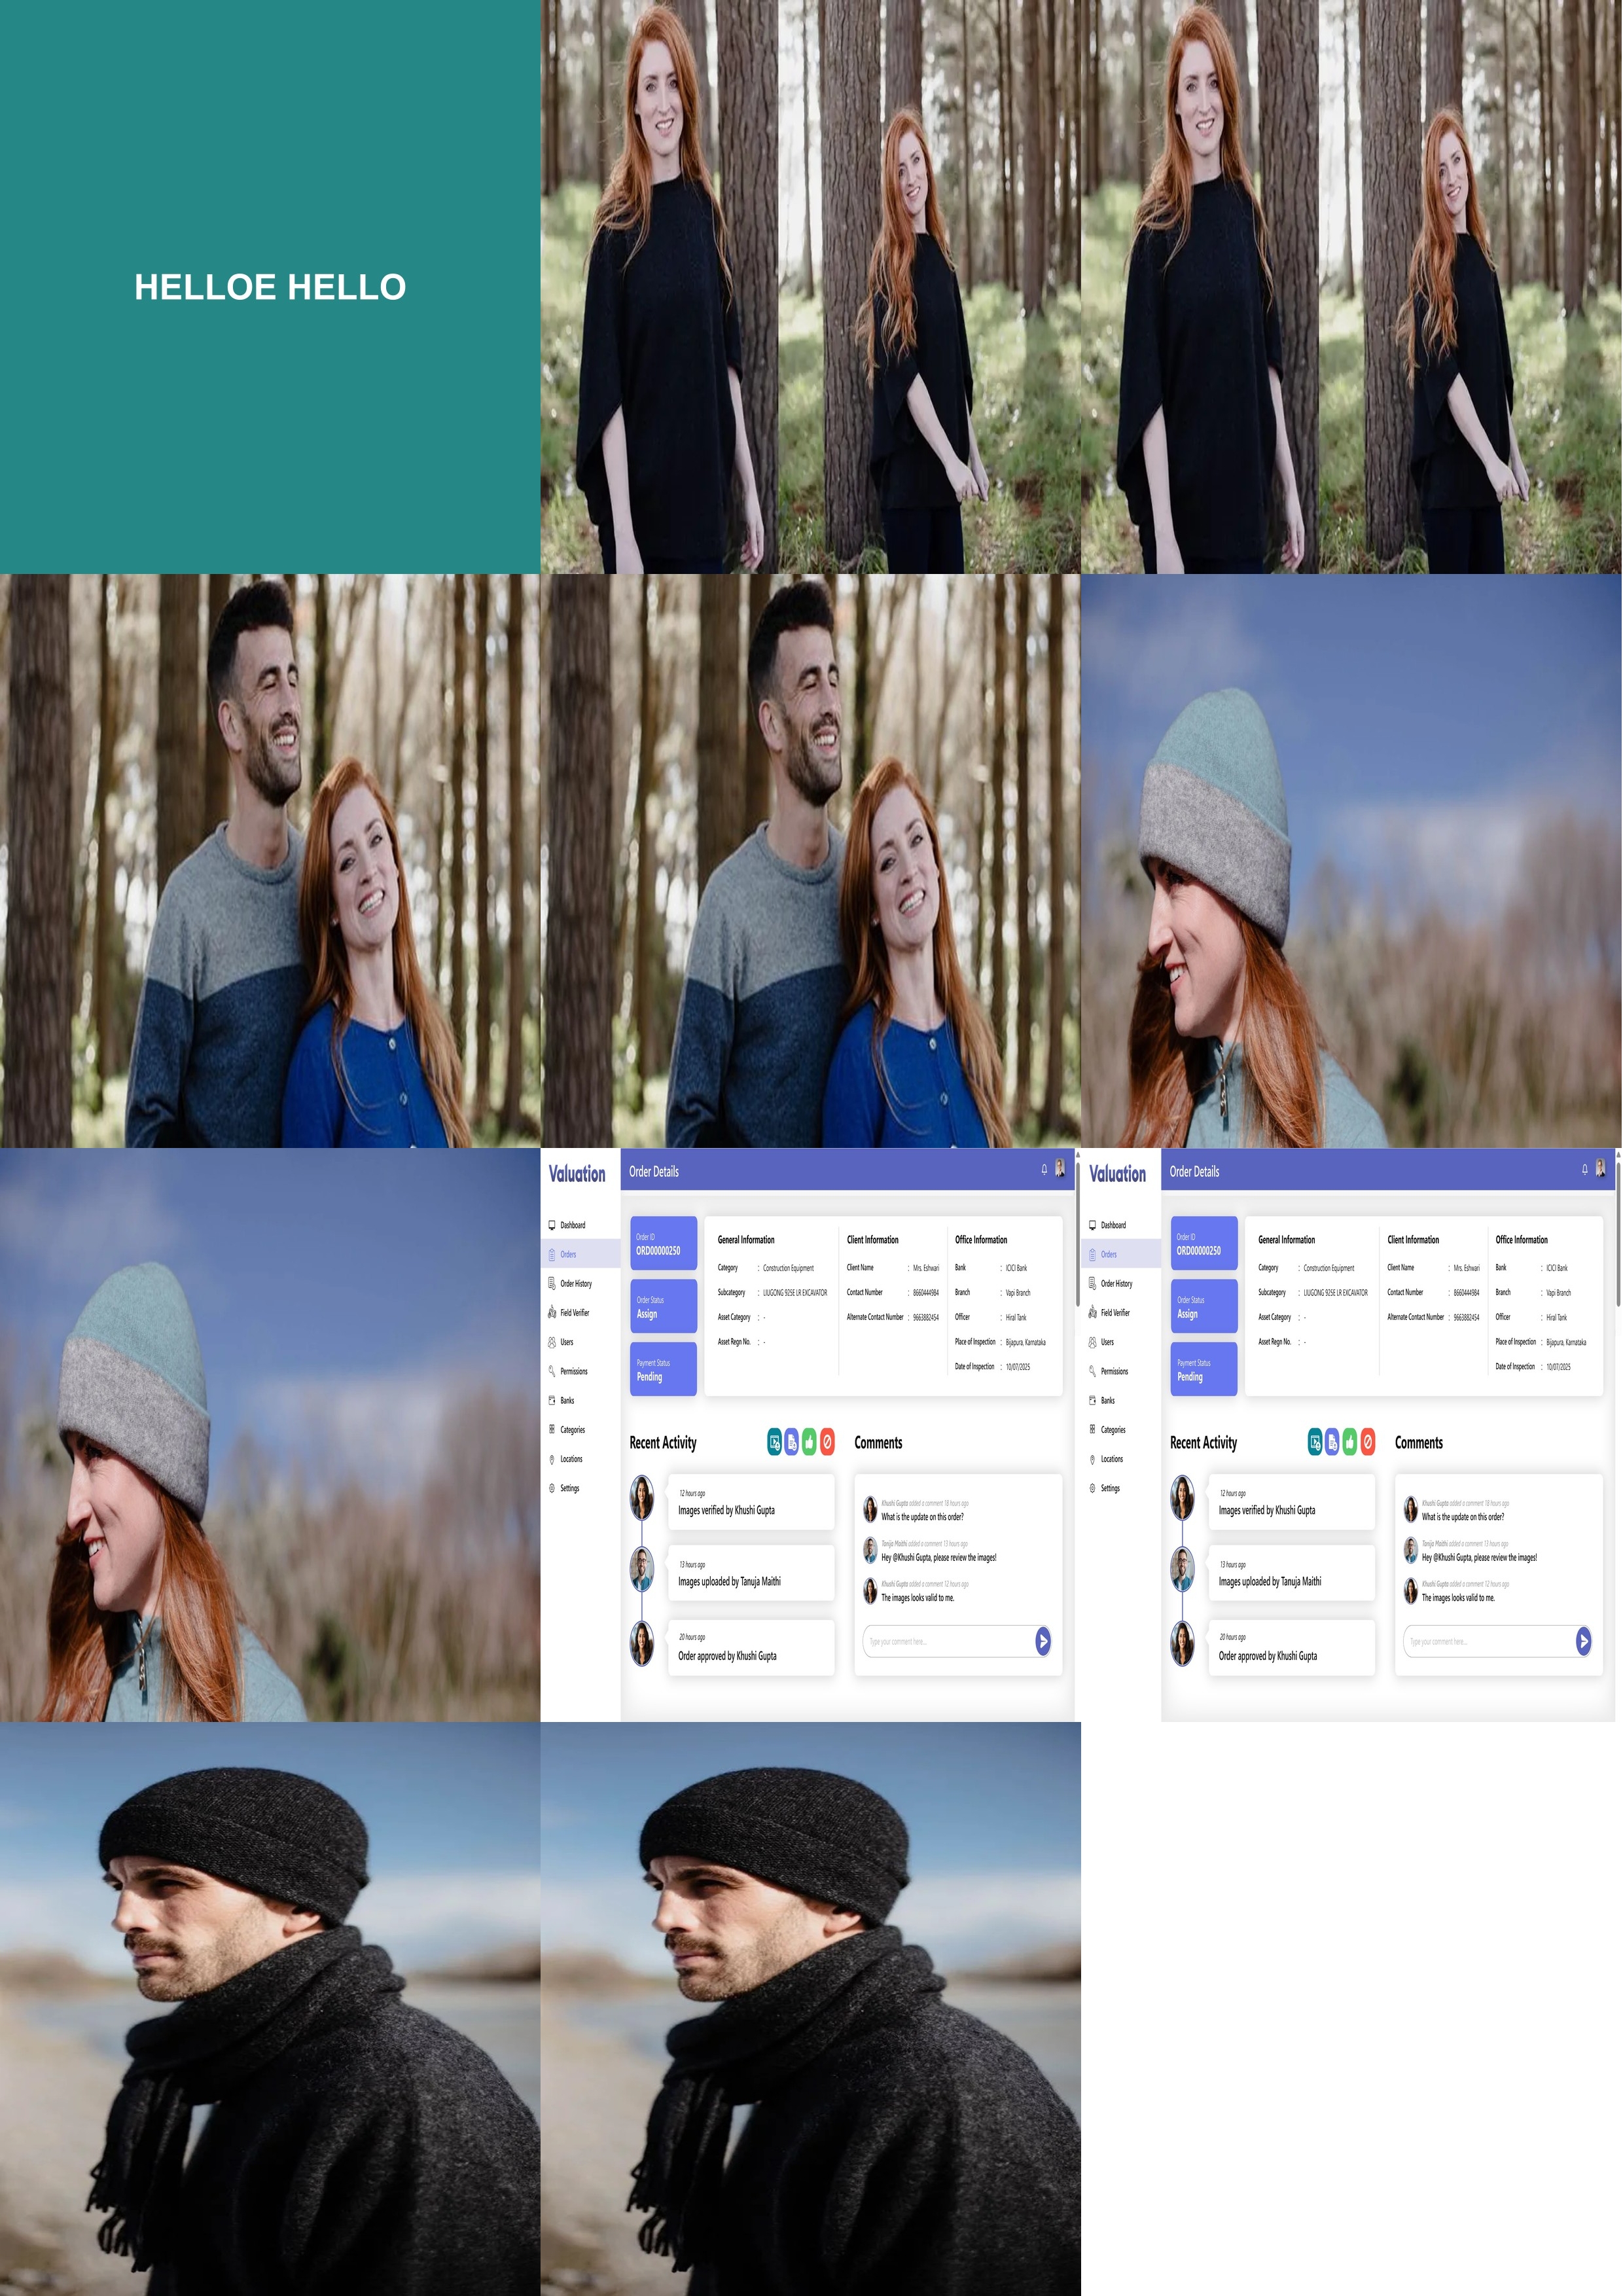 HELLOE HELLO
Valuation
Order Details
Dashboard
Orders
Order History
Field Verifier
Users
Permissions
Banks
Categories
Locations
Settings
Order ID
ORD00000250
Order Status
Assign
Payment Status
Pending
General Information
Category : Construction Equipment
Subcategory : LIUGONG 925E LR EXCAVATOR
Asset Category : -
Asset Regn No. : -
Client Information
Client Name : Mrs. Eshwari
Contact Number : 8660444984
Alternate Contact Number : 9663882454
Office Information
Bank : ICICI Bank
Branch : Vapi Branch
Officer : Hiral Tank
Place of Inspection : Bijapura, Karnataka
Date of Inspection : 10/07/2025
Recent Activity
12 hours ago
Images verified by Khushi Gupta
13 hours ago
Images uploaded by Tanuja Maithi
20 hours ago
Order approved by Khushi Gupta
Comments
Khushi Gupta added a comment 18 hours ago
What is the update on this order?
Tanija Maithi added a comment 13 hours ago
Hey @Khushi Gupta, please review the images!
Khushi Gupta added a comment 12 hours ago
The images looks valid to me.
Type your comment here...
Valuation
Order Details
Dashboard
Orders
Order History
Field Verifier
Users
Permissions
Banks
Categories
Locations
Settings
Order ID
ORD00000250
Order Status
Assign
Payment Status
Pending
General Information
Category : Construction Equipment
Subcategory : LIUGONG 925E LR EXCAVATOR
Asset Category : -
Asset Regn No. : -
Client Information
Client Name : Mrs. Eshwari
Contact Number : 8660444984
Alternate Contact Number : 9663882454
Office Information
Bank : ICICI Bank
Branch : Vapi Branch
Officer : Hiral Tank
Place of Inspection : Bijapura, Karnataka
Date of Inspection : 10/07/2025
Recent Activity
12 hours ago
Images verified by Khushi Gupta
13 hours ago
Images uploaded by Tanuja Maithi
20 hours ago
Order approved by Khushi Gupta
Comments
Khushi Gupta added a comment 18 hours ago
What is the update on this order?
Tanija Maithi added a comment 13 hours ago
Hey @Khushi Gupta, please review the images!
Khushi Gupta added a comment 12 hours ago
The images looks valid to me.
Type your comment here...